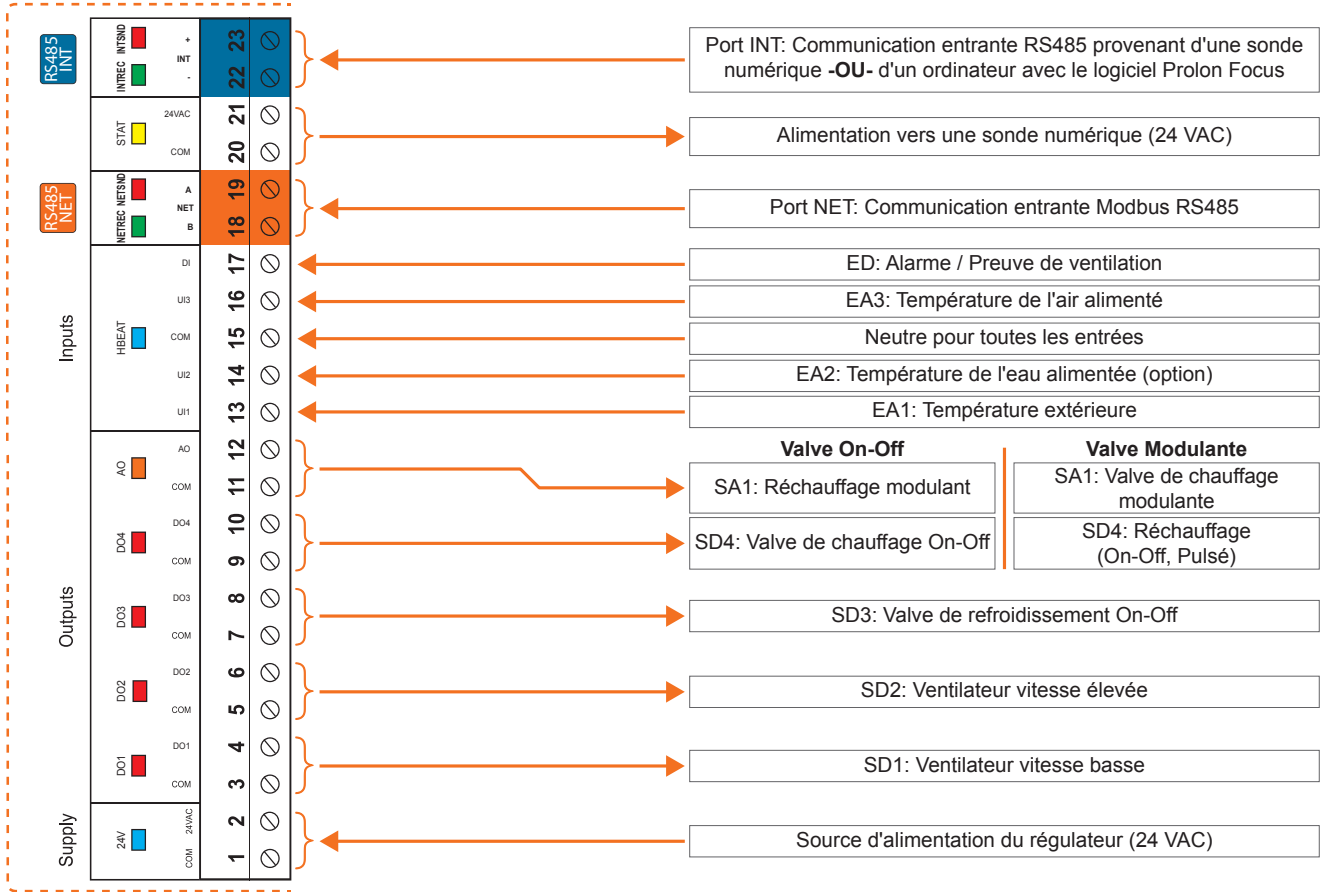 RS485
INT
INTREC INTSND
+
INT
-
23
22
Port INT: Communication entrante RS485 provenant d'une sonde
numérique -OU- d'un ordinateur avec le logiciel Prolon Focus
STAT
24VAC
COM
21
20
Alimentation vers une sonde numérique (24 VAC)
RS485
NET
NETREC NETSND
A
NET
B
19
18
Port NET: Communication entrante Modbus RS485
Inputs
HBEAT
DI
17
ED: Alarme / Preuve de ventilation
UI3
16
EA3: Température de l'air alimenté
COM
15
Neutre pour toutes les entrées
UI2
14
EA2: Température de l'eau alimentée (option)
UI1
13
EA1: Température extérieure
Valve On-Off
Valve Modulante
Outputs
AO
AO
COM
12
11
SA1: Réchauffage modulant
SA1: Valve de chauffage
modulante
DO4
DO4
COM
10
9
SD4: Valve de chauffage On-Off
SD4: Réchauffage
(On-Off, Pulsé)
DO3
DO3
COM
8
7
SD3: Valve de refroidissement On-Off
DO2
DO2
COM
6
5
SD2: Ventilateur vitesse élevée
DO1
DO1
COM
4
3
SD1: Ventilateur vitesse basse
Supply
24V
COM 24VAC
2
1
Source d'alimentation du régulateur (24 VAC)